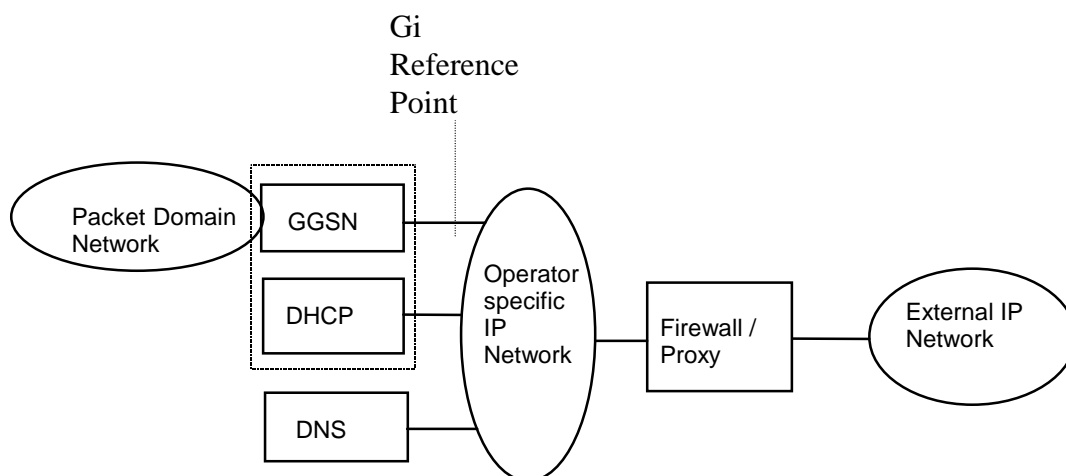 Gi
Reference
Point
Packet Domain
Network
GGSN
DHCP
DNS
Operator
specific
IP
Network
Firewall /
Proxy
External IP
Network